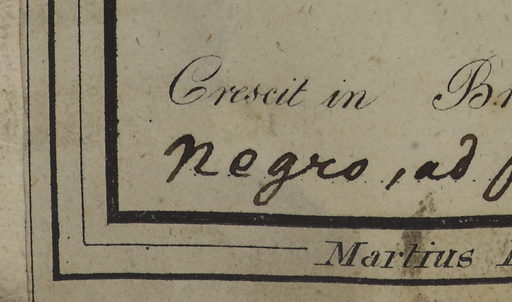 Crescit in
Negro, ad
Martius